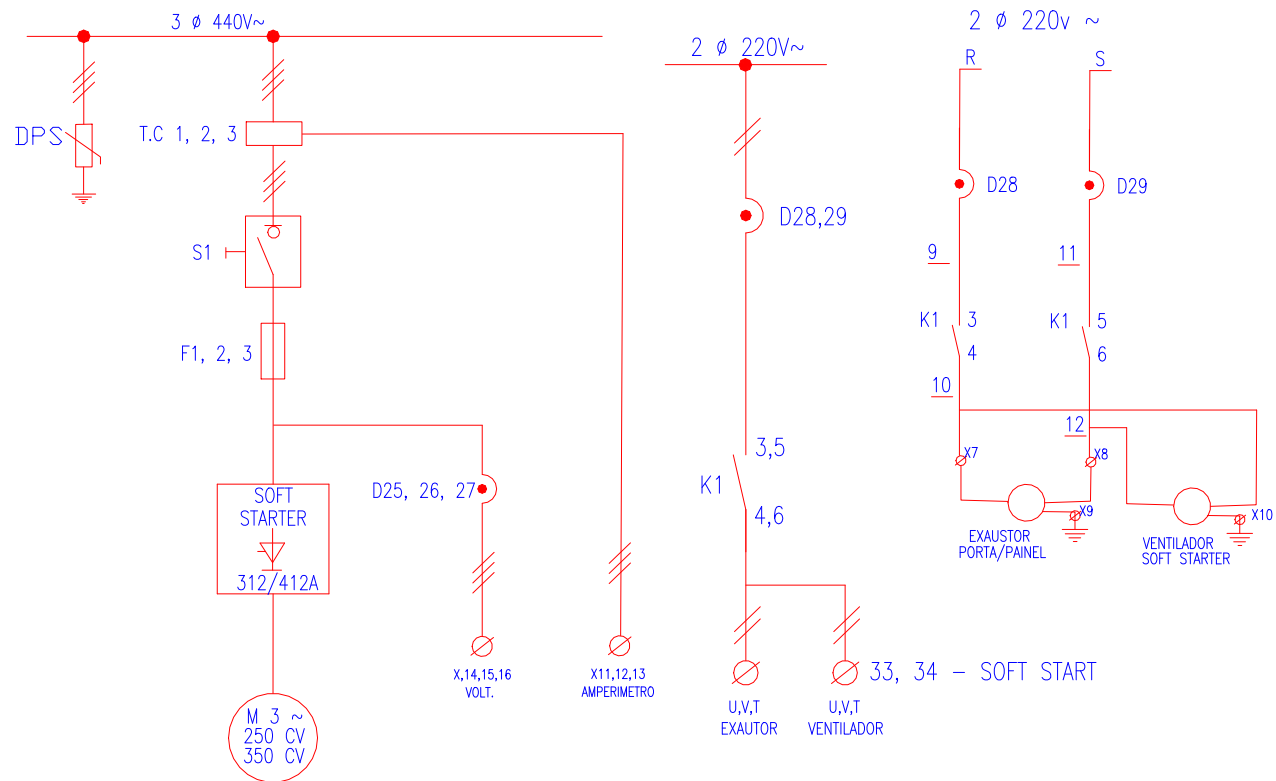 3 ø 440V~
DPS
T.C 1, 2, 3
S1
F1, 2, 3
D25, 26, 27
SOFT
STARTER
312/412A
M 3 ~
250 CV
350 CV
X,14,15,16
VOLT.
X11,12,13
AMPERIMETRO
2 ø 220V~
D28,29
3,5
K1
4,6
33, 34 – SOFT START
U,V,T
EXAUTOR
U,V,T
VENTILADOR
2 ø 220v ~
R
S
D28
D29
9
11
K1 3
4
K1 5
6
10
12
X7
X8
X9
X10
EXAUSTOR
PORTA/PAINEL
VENTILADOR
SOFT STARTER